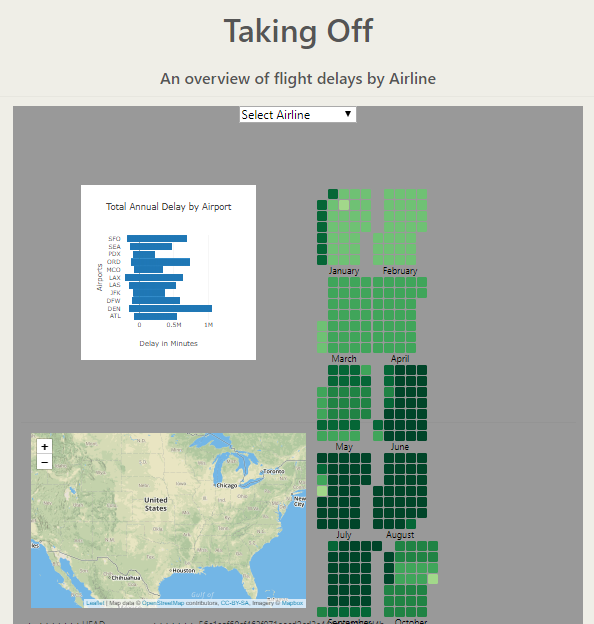 Taking Off
An overview of flight delays by Airline
Select Airline
Total Annual Delay by Airport
SFO
SEA
PDX
ORD
MCO
LAX
LAS
JFK
DFW
DEN
ATL
Airports
0 0.5M 1M
Delay in Minutes
January February
March April
May June
July August
September October
+
−
Toronto
Chicago
New
City
United
States
Houston
Chihuahua
Gulf of
Leaflet | Map data © OpenStreetMap contributors, CC-BY-SA, Imagery © Mapbox